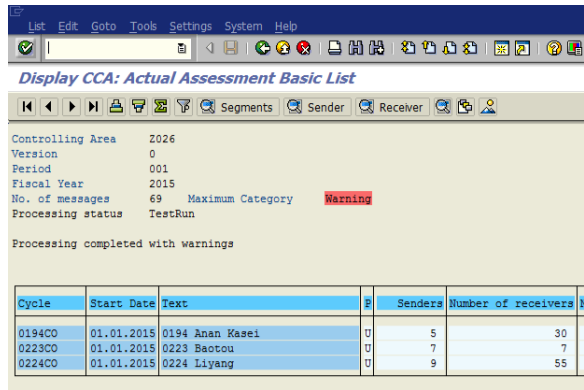 List Edit Goto Tools Settings System Help
Display CCA: Actual Assessment Basic List
Segments Sender Receiver
Controlling Area Z026
Version 0
Period 001
Fiscal Year 2015
No. of messages 69 Maximum Category Warning
Processing status TestRun
Processing completed with warnings
Cycle Start Date Text P Senders Number of receivers
0194CO 01.01.2015 0194 Anan Kasei U 5 30
0223CO 01.01.2015 0223 Baotou U 7 7
0224CO 01.01.2015 0224 Liyang U 9 55